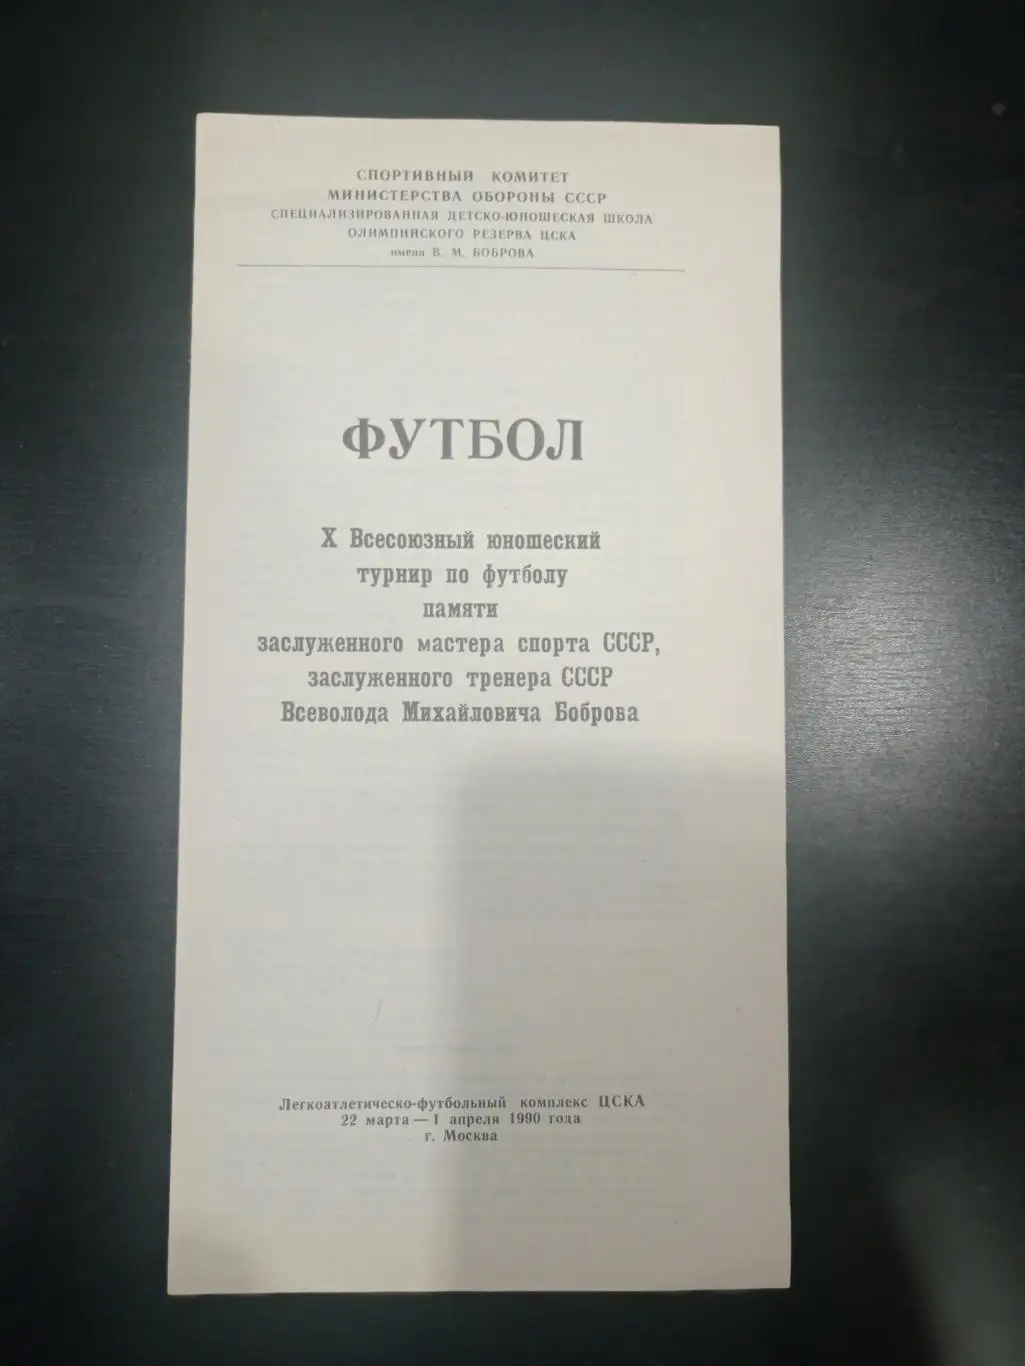 СПОРТИВНЫЙ КОМИТЕТ
МИНИСТЕРСТВА ОБОРОНЫ СССР
СПЕЦИАЛИЗИРОВАННАЯ ДЕТСКО-ЮНОШЕСКАЯ ШКОЛА
ОЛИМПИЙСКОГО РЕЗЕРВА ЦСКА
имени В. М. БОБРОВА
ФУТБОЛ
X Всесоюзный юношеский
турнир по футболу
памяти
заслуженного мастера спорта СССР,
заслуженного тренера СССР
Всеволода Михайловича Боброва
Легкоатлетическо-футбольный комплекс ЦСКА
22 марта — 1 апреля 1990 года
г. Москва